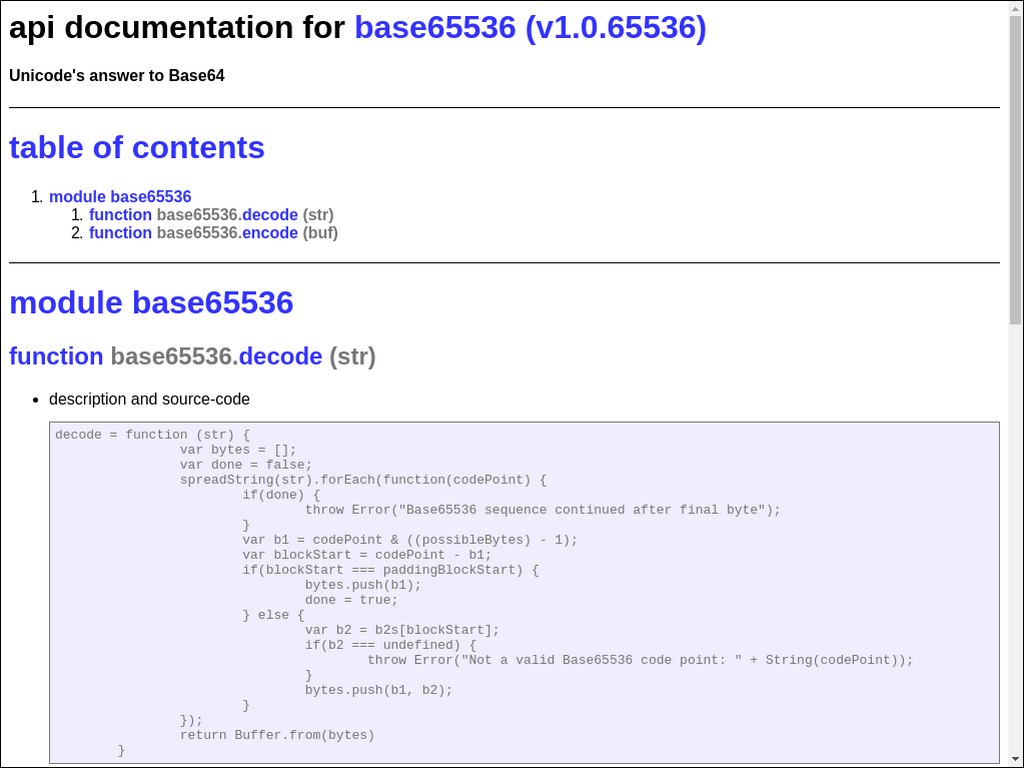 api documentation for base65536 (v1.0.65536)
Unicode's answer to Base64
table of contents
1. module base65536
1. function base65536.decode (str)
2. function base65536.encode (buf)
module base65536
function base65536.decode (str)
• description and source-code
decode = function (str) {
                var bytes = [];
                var done = false;
                spreadString(str).forEach(function(codePoint) {
                        if(done) {
                                throw Error("Base65536 sequence continued after final byte");
                        }
                        var b1 = codePoint & ((possibleBytes) - 1);
                        var blockStart = codePoint - b1;
                        if(blockStart === paddingBlockStart) {
                                bytes.push(b1);
                                done = true;
                        } else {
                                var b2 = b2s[blockStart];
                                if(b2 === undefined) {
                                        throw Error("Not a valid Base65536 code point: " + String(codePoint));
                                }
                                bytes.push(b1, b2);
                        }
                });
                return Buffer.from(bytes)
        }